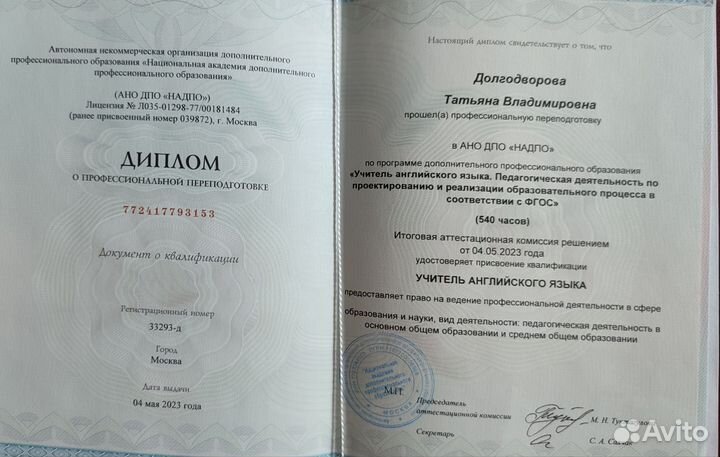 Автономная некоммерческая организация дополнительного
профессионального образования «Национальная академия дополнительного
профессионального образования»
(АНО ДПО «НАДПО»)
Лицензия № Л035-01298-77/00181484
(ранее присвоенный номер 039872), г. Москва
ДИПЛОМ
О ПРОФЕССИОНАЛЬНОЙ ПЕРЕПОДГОТОВКЕ
772417793153
Документ о квалификации
Регистрационный номер
33293-д
Город
Москва
Дата выдачи
04 мая 2023 года
Настоящий диплом свидетельствует о том, что
Долгодворова
Татьяна Владимировна
прошел(а) профессиональную переподготовку
в АНО ДПО «НАДПО»
по программе дополнительного профессионального образования
«Учитель английского языка. Педагогическая деятельность по
проектированию и реализации образовательного процесса в
соответствии с ФГОС»
(540 часов)
Итоговая аттестационная комиссия решением
от 04.05.2023 года
удостоверяет присвоение квалификации
УЧИТЕЛЬ АНГЛИЙСКОГО ЯЗЫКА
предоставляет право на ведение профессиональной деятельности в сфере
образования и науки, вид деятельности: педагогическая деятельность в
основном общем образовании и среднем общем образовании
М.П.
Председатель
аттестационной комиссии
М. Н.
Секретарь
С. А.
Avito